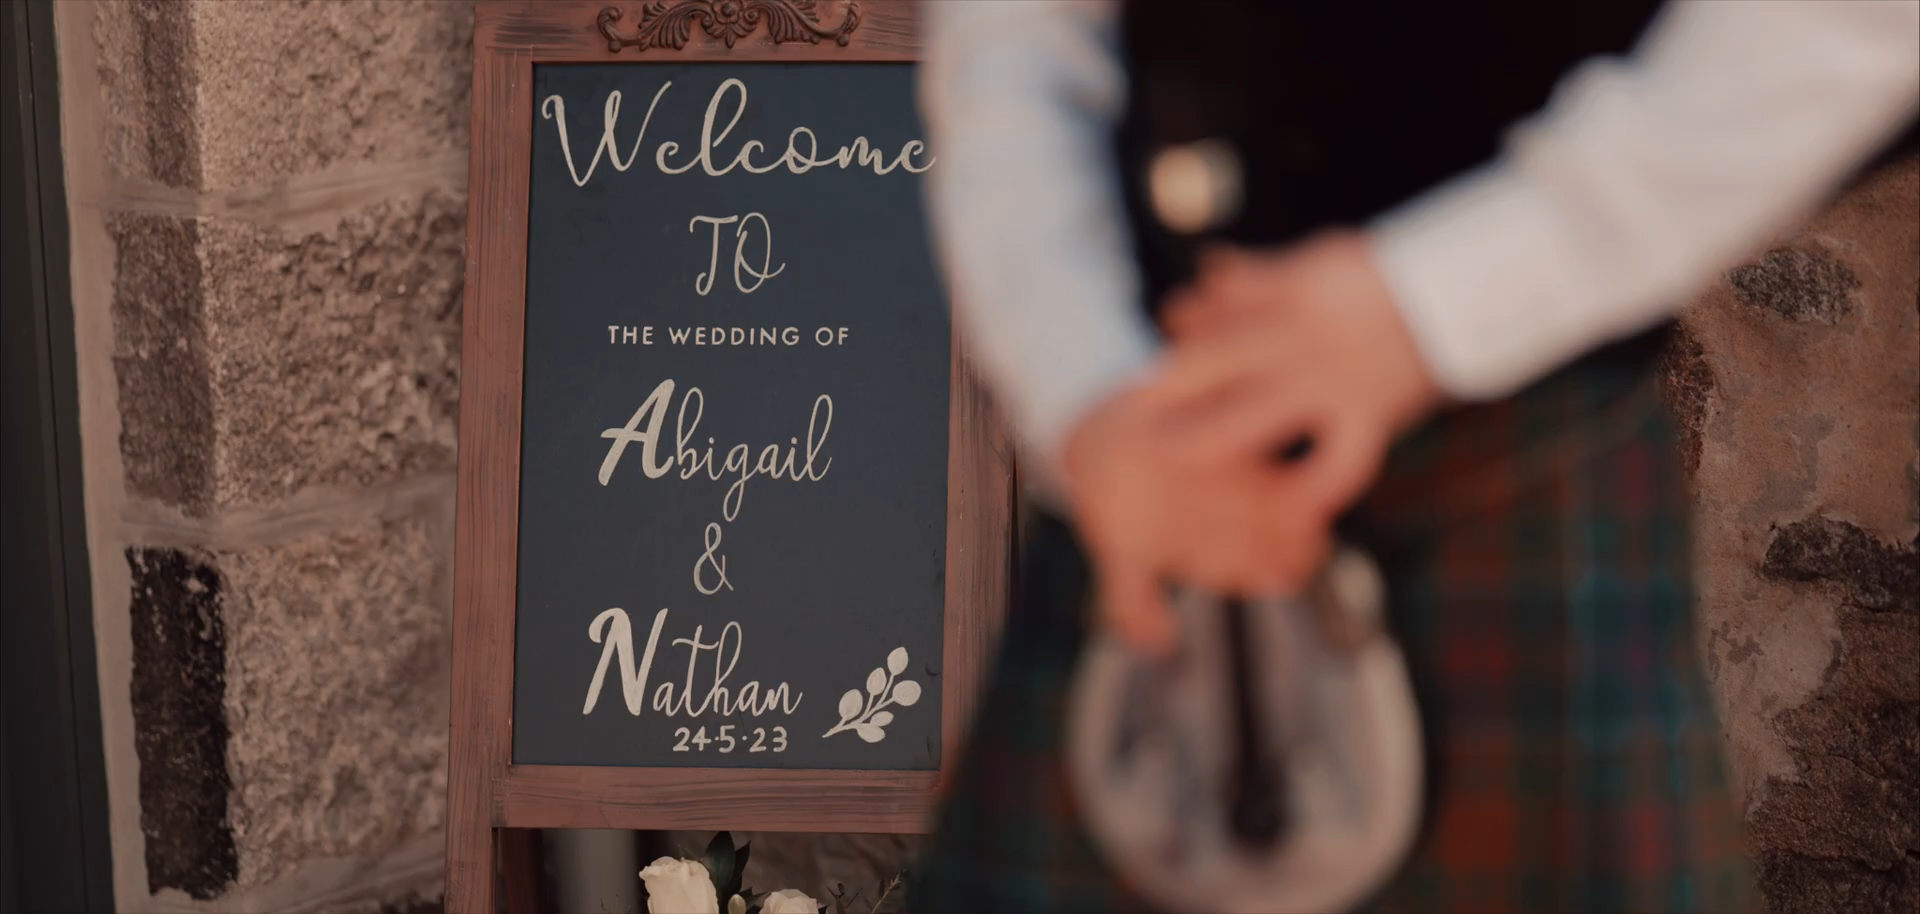 Welcome
TO
THE WEDDING OF
Abigail
&
Nathan
24·5·23